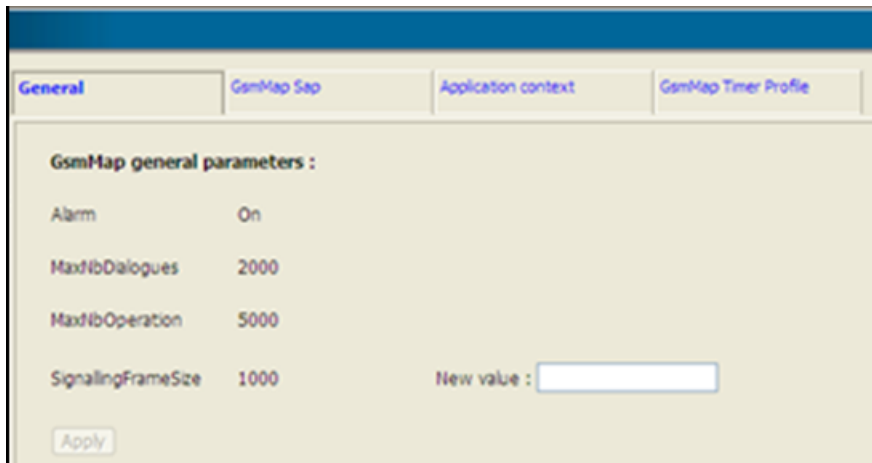 General GsmMap Sap Application context GsmMap Timer Profile
GsmMap general parameters :
Alarm On
MaxNbDialogues 2000
MaxNbOperation 5000
SignalingFrameSize 1000 New value :
Apply